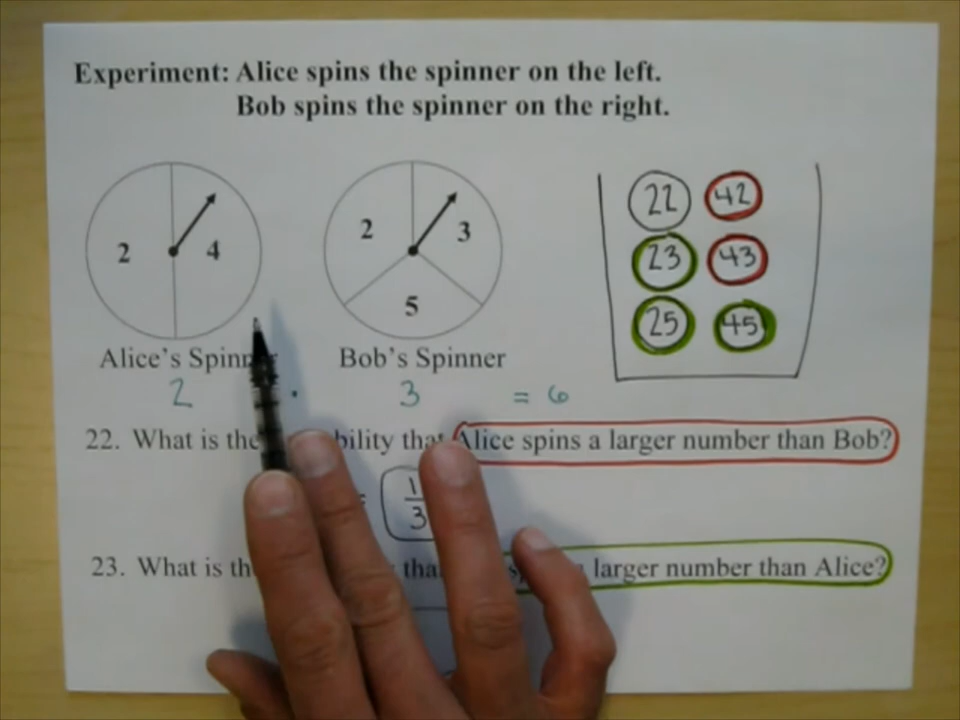 Experiment: Alice spins the spinner on the left.
Bob spins the spinner on the right.
2 4
2 3
5
22 42
23 43
25 45
Alice's Spinner
Bob's Spinner
2 · 3 = 6
22. What is the bility that Alice spins a larger number than Bob?
= 1/3
23. What is th larger number than Alice?